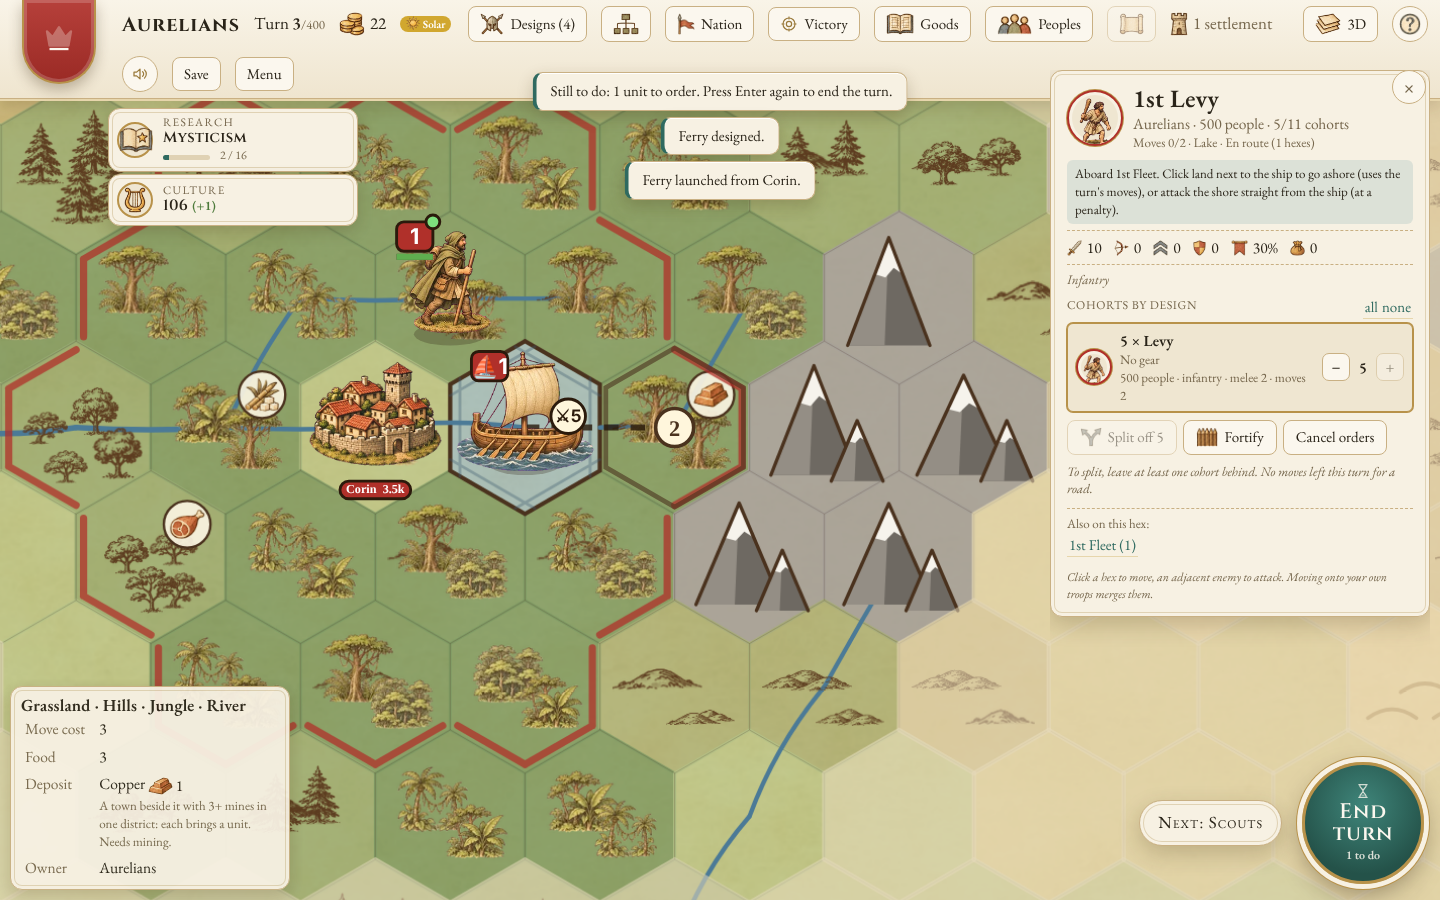 Aurelians
Turn 3/400
22
Solar
Designs (4)
Nation
Victory
Goods
Peoples
1 settlement
3D
?
Save
Menu
Still to do: 1 unit to order. Press Enter again to end the turn.
Ferry designed.
Ferry launched from Corin.
RESEARCH
Mysticism
2 / 16
CULTURE
106 (+1)
1
1
5
2
Corin 3.5k
1st Levy
×
Aurelians · 500 people · 5/11 cohorts
Moves 0/2 · Lake · En route (1 hexes)
Aboard 1st Fleet. Click land next to the ship to go ashore (uses the
turn's moves), or attack the shore straight from the ship (at a
penalty).
10 0 0 0 30% 0
Infantry
COHORTS BY DESIGN
all none
5 × Levy
No gear
500 people · infantry · melee 2 · moves
2
− 5 +
Split off 5
Fortify
Cancel orders
To split, leave at least one cohort behind. No moves left this turn for a
road.
Also on this hex:
1st Fleet (1)
Click a hex to move, an adjacent enemy to attack. Moving onto your own
troops merges them.
Grassland · Hills · Jungle · River
Move cost 3
Food 3
Deposit Copper 1
A town beside it with 3+ mines in
one district: each brings a unit.
Needs mining.
Owner Aurelians
Next: Scouts
End
Turn
1 to do